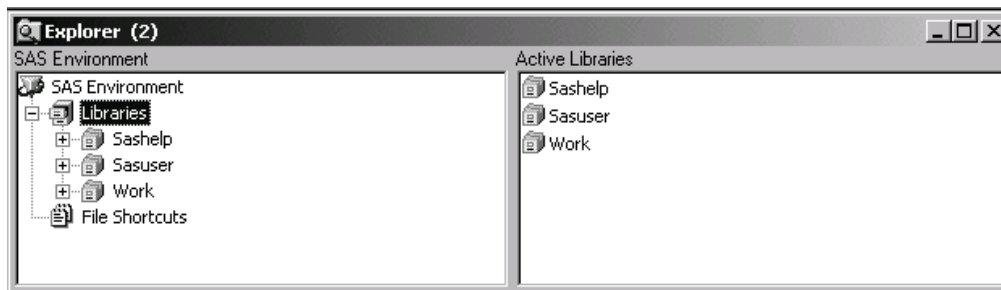 Explorer (2)
SAS Environment
SAS Environment
Libraries
Sashelp
Sasuser
Work
File Shortcuts
Active Libraries
Sashelp
Sasuser
Work